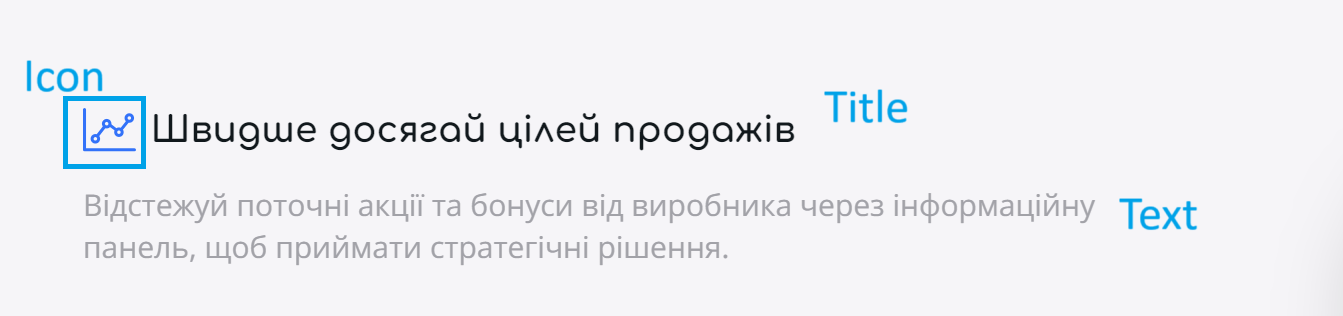 Icon
Швидше досягай цілей продажів
Title
Відстежуй поточні акції та бонуси від виробника через інформаційну
панель, щоб приймати стратегічні рішення.
Text